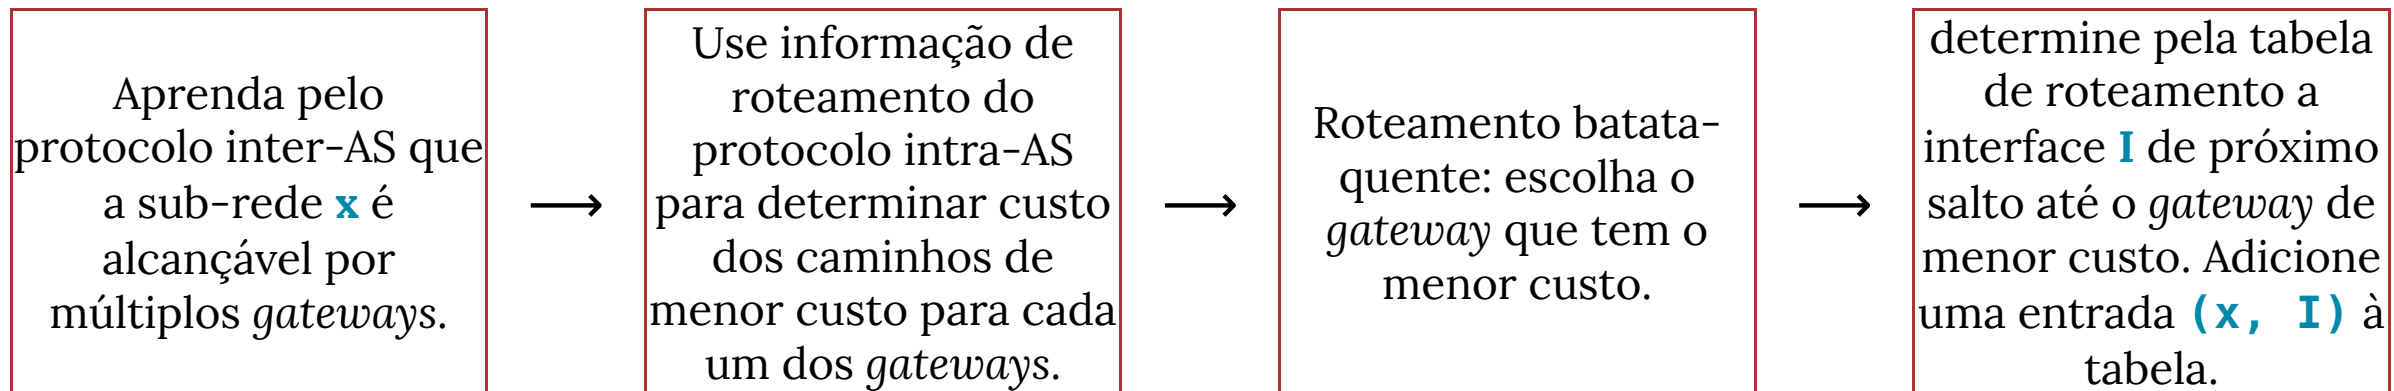 Aprenda pelo
protocolo inter-AS que
a sub-rede x é
alcançável por
múltiplos gateways.
Use informação de
roteamento do
protocolo intra-AS
para determinar custo
dos caminhos de
menor custo para cada
um dos gateways.
Roteamento batata-
quente: escolha o
gateway que tem o
menor custo.
determine pela tabela
de roteamento a
interface I de próximo
salto até o gateway de
menor custo. Adicione
uma entrada (x, I) à
tabela.